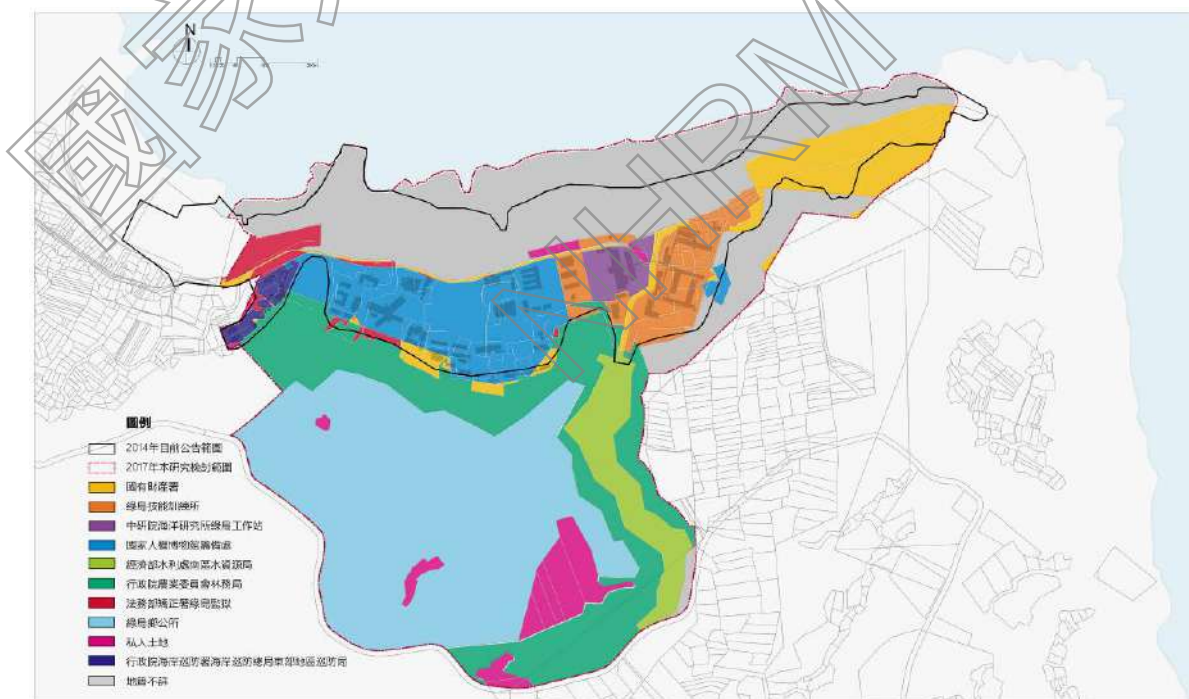 N
圖例
2014年目前公告範圍
2017年本研究檢討範圍
國有財產署
綠島技能訓練所
中研院海洋研究所綠島工作站
國家人權博物館籌備處
經濟部水利處南區水資源局
行政院農業委員會林務局
法務部矯正署綠島監獄
綠島鄉公所
私人土地
行政院海岸巡防署海岸巡防總局東部地區巡防局
地籍不詳
國家
NHRM